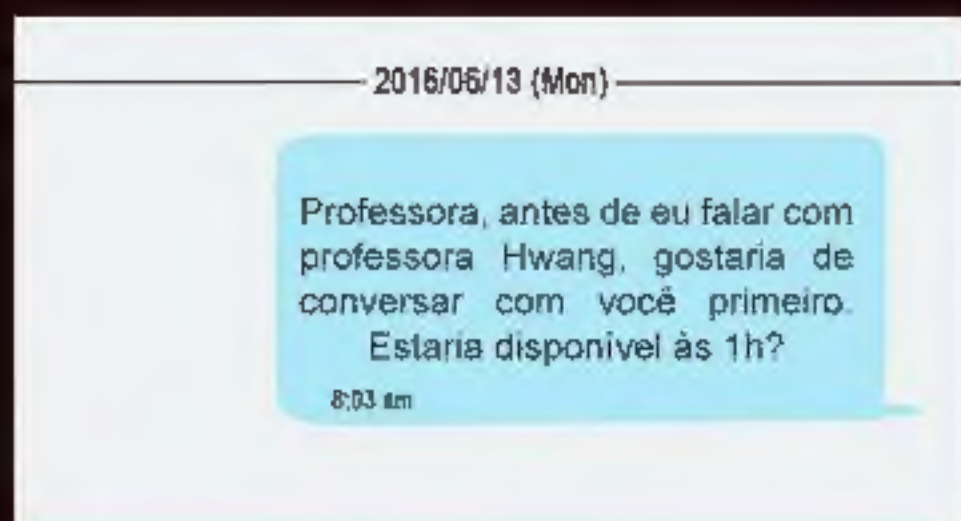 2016/06/13 (Mon)
Professora, antes de eu falar com
professora Hwang, gostaria de
conversar com você primeiro.
Estaria disponível às 1h?
8:03 am